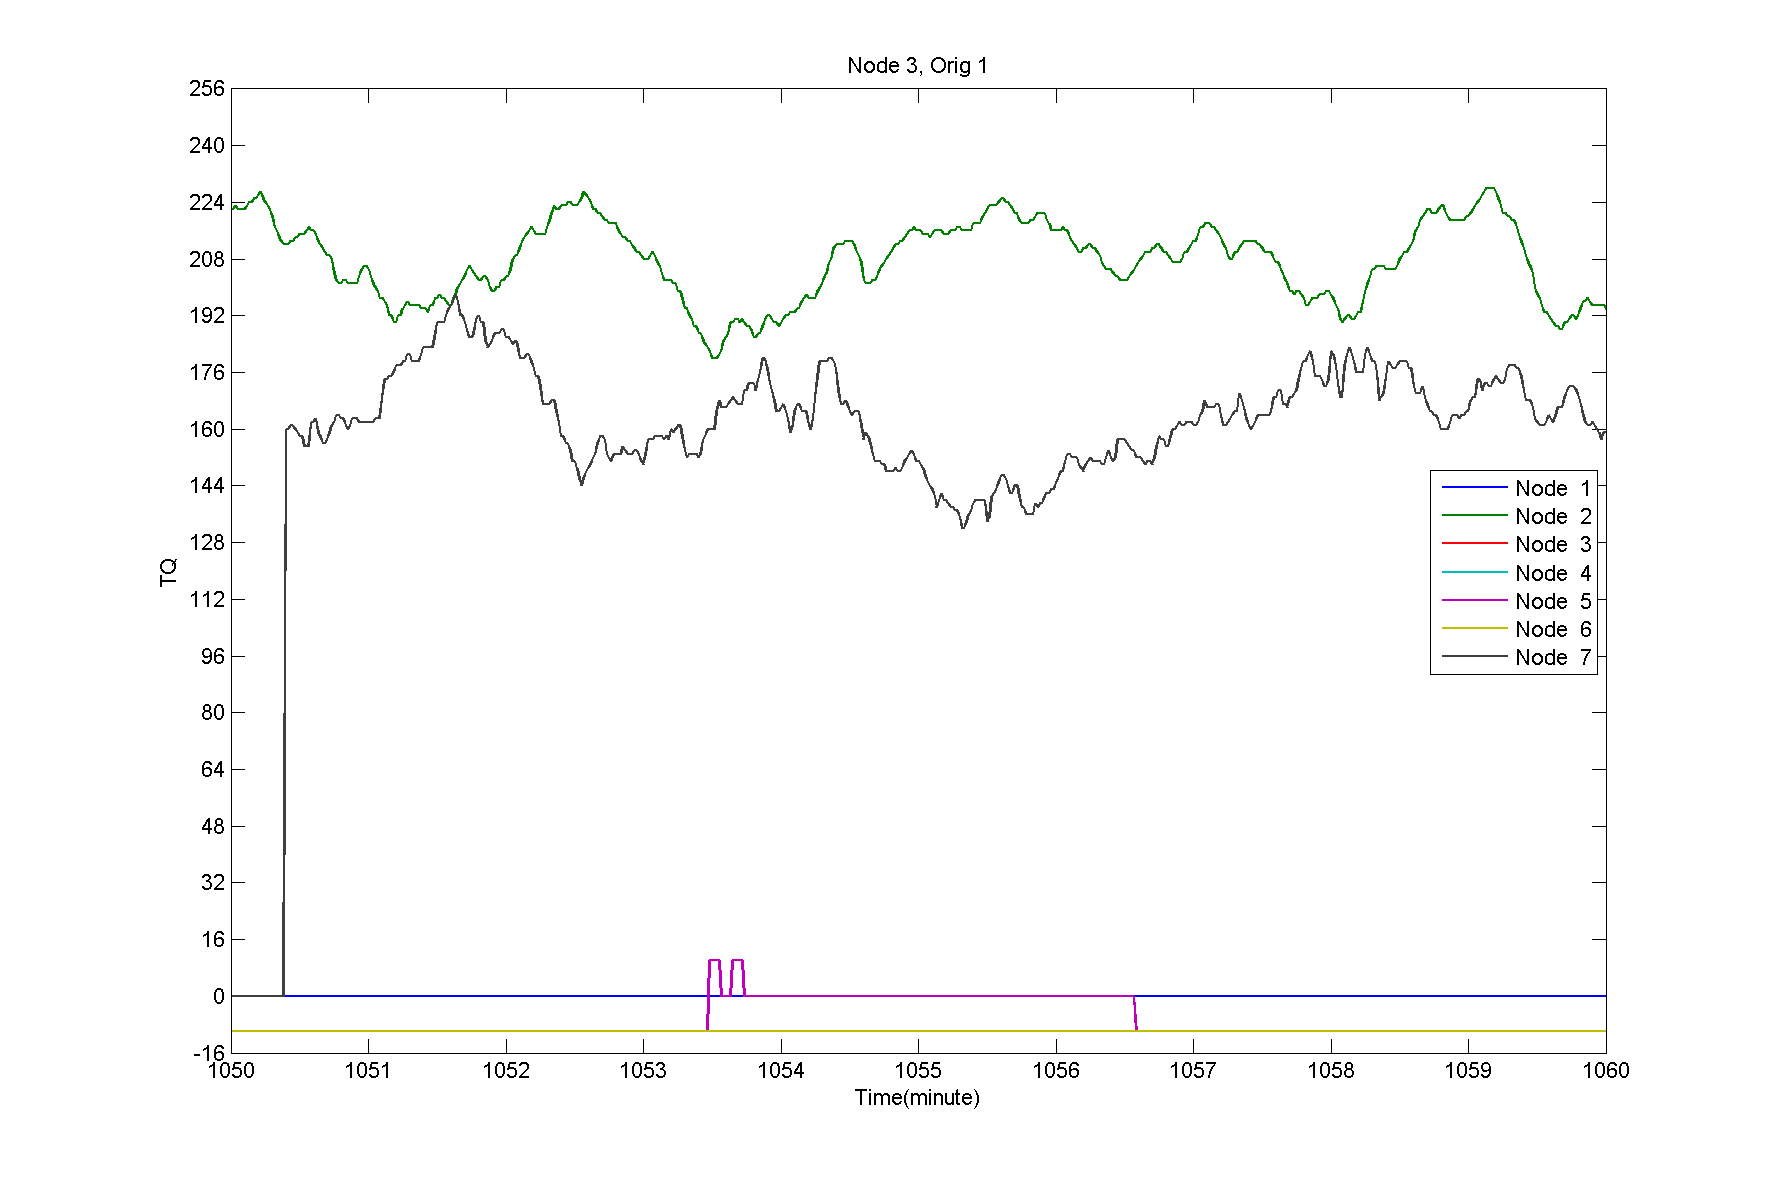 Node 3, Orig 1
256
240
224
208
192
176
160
144
128
112
96
80
64
48
32
16
0
-16
TQ
Node 1
Node 2
Node 3
Node 4
Node 5
Node 6
Node 7
1050 1051 1052 1053 1054 1055 1056 1057 1058 1059 1060
Time(minute)